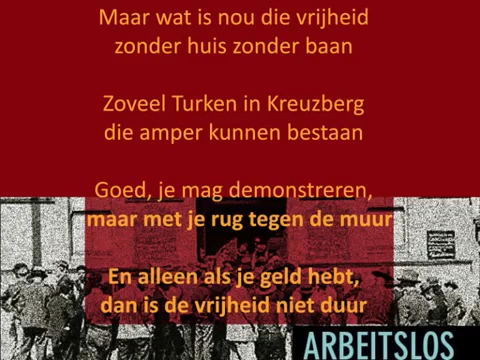 Maar wat is nou die vrijheid
zonder huis zonder baan
Zoveel Turken in Kreuzberg
die amper kunnen bestaan
Goed, je mag demonstreren,
maar met je rug tegen de muur
En alleen als je geld hebt,
dan is de vrijheid niet duur
ARBEITSLOS